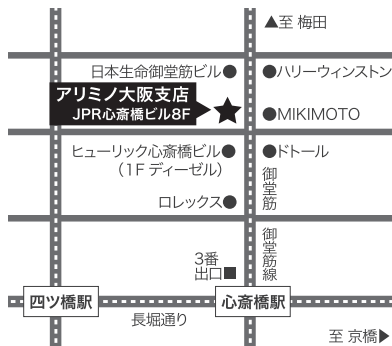 ▲至 梅田
日本生命御堂筋ビル●
●ハリーウィンストン
アリミノ大阪支店
JPR心斎橋ビル8F
★
●MIKIMOTO
ヒューリック心斎橋ビル●
(1F ディーゼル)
●ドトール
御堂筋
ロレックス●
御堂筋線
3番
出口■
四ツ橋駅
心斎橋駅
長堀通り
至 京橋▶